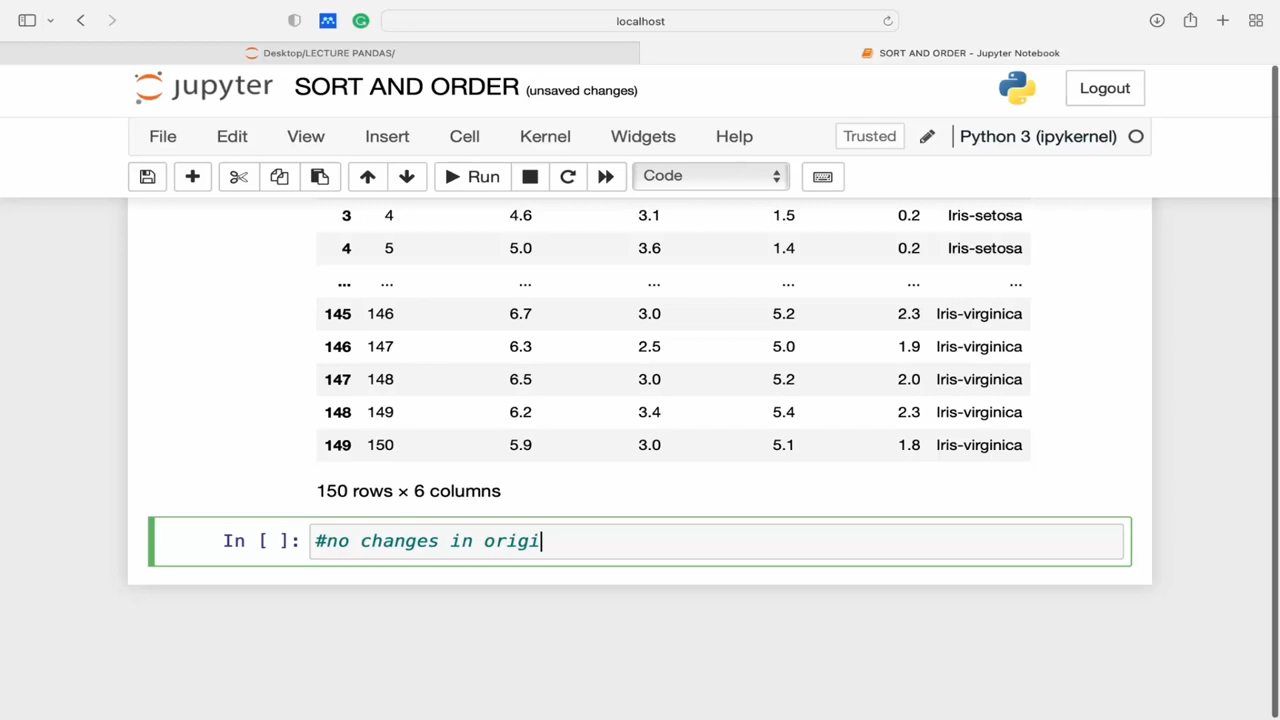 localhost
Desktop/LECTURE PANDAS/
SORT AND ORDER - Jupyter Notebook
jupyter SORT AND ORDER (unsaved changes)
Logout
File Edit View Insert Cell Kernel Widgets Help Trusted Python 3 (ipykernel)
Run Code
3 4 4.6 3.1 1.5 0.2 Iris-setosa
4 5 5.0 3.6 1.4 0.2 Iris-setosa
... ... ... ... ... ... ...
145 146 6.7 3.0 5.2 2.3 Iris-virginica
146 147 6.3 2.5 5.0 1.9 Iris-virginica
147 148 6.5 3.0 5.2 2.0 Iris-virginica
148 149 6.2 3.4 5.4 2.3 Iris-virginica
149 150 5.9 3.0 5.1 1.8 Iris-virginica
150 rows × 6 columns
In [ ]: #no changes in origi